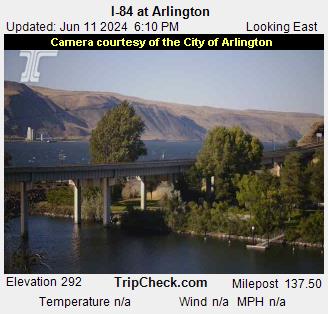 I-84 at Arlington
Updated: Jun 11 2024 6:10 PM Looking East
Camera courtesy of the City of Arlington
Elevation 292 TripCheck.com Milepost 137.50
Temperature n/a Wind n/a MPH n/a